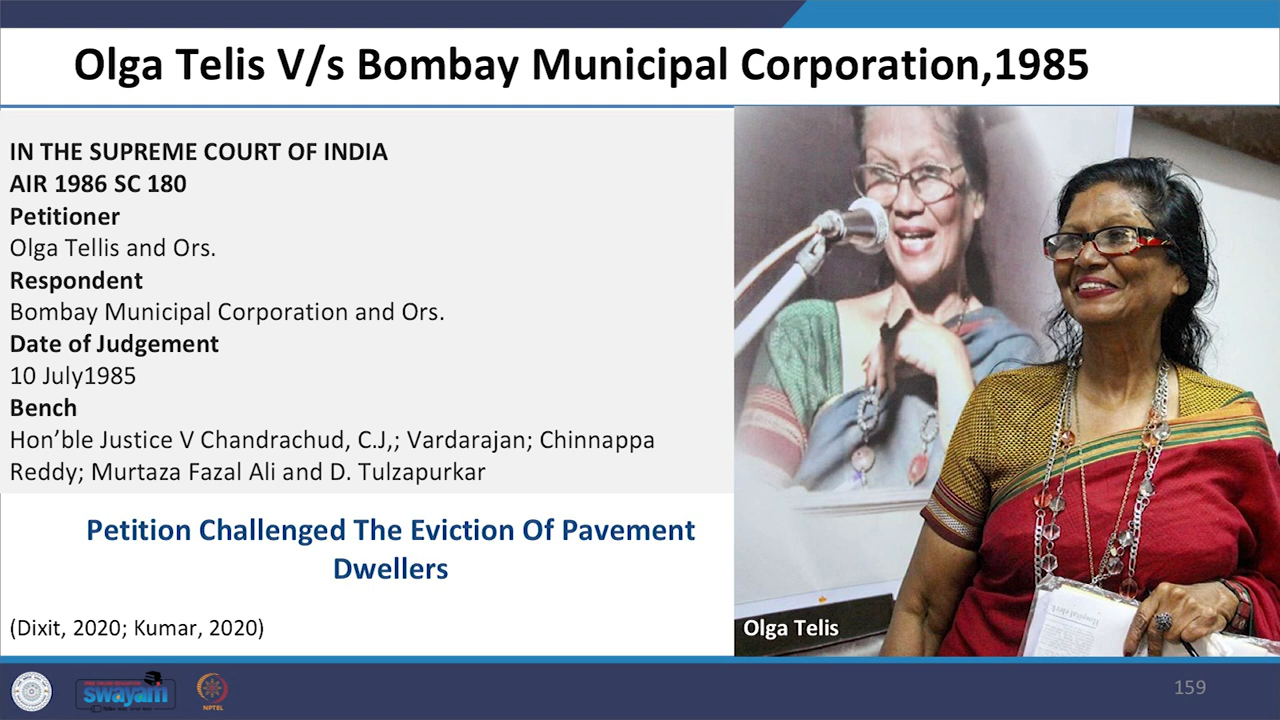 Olga Telis V/s Bombay Municipal Corporation,1985
IN THE SUPREME COURT OF INDIA
AIR 1986 SC 180
Petitioner
Olga Tellis and Ors.
Respondent
Bombay Municipal Corporation and Ors.
Date of Judgement
10 July1985
Bench
Hon’ble Justice V Chandrachud, C.J,; Vardarajan; Chinnappa
Reddy; Murtaza Fazal Ali and D. Tulzapurkar
Petition Challenged The Eviction Of Pavement
Dwellers
(Dixit, 2020; Kumar, 2020)
Olga Telis
swayam
NPTEL
159